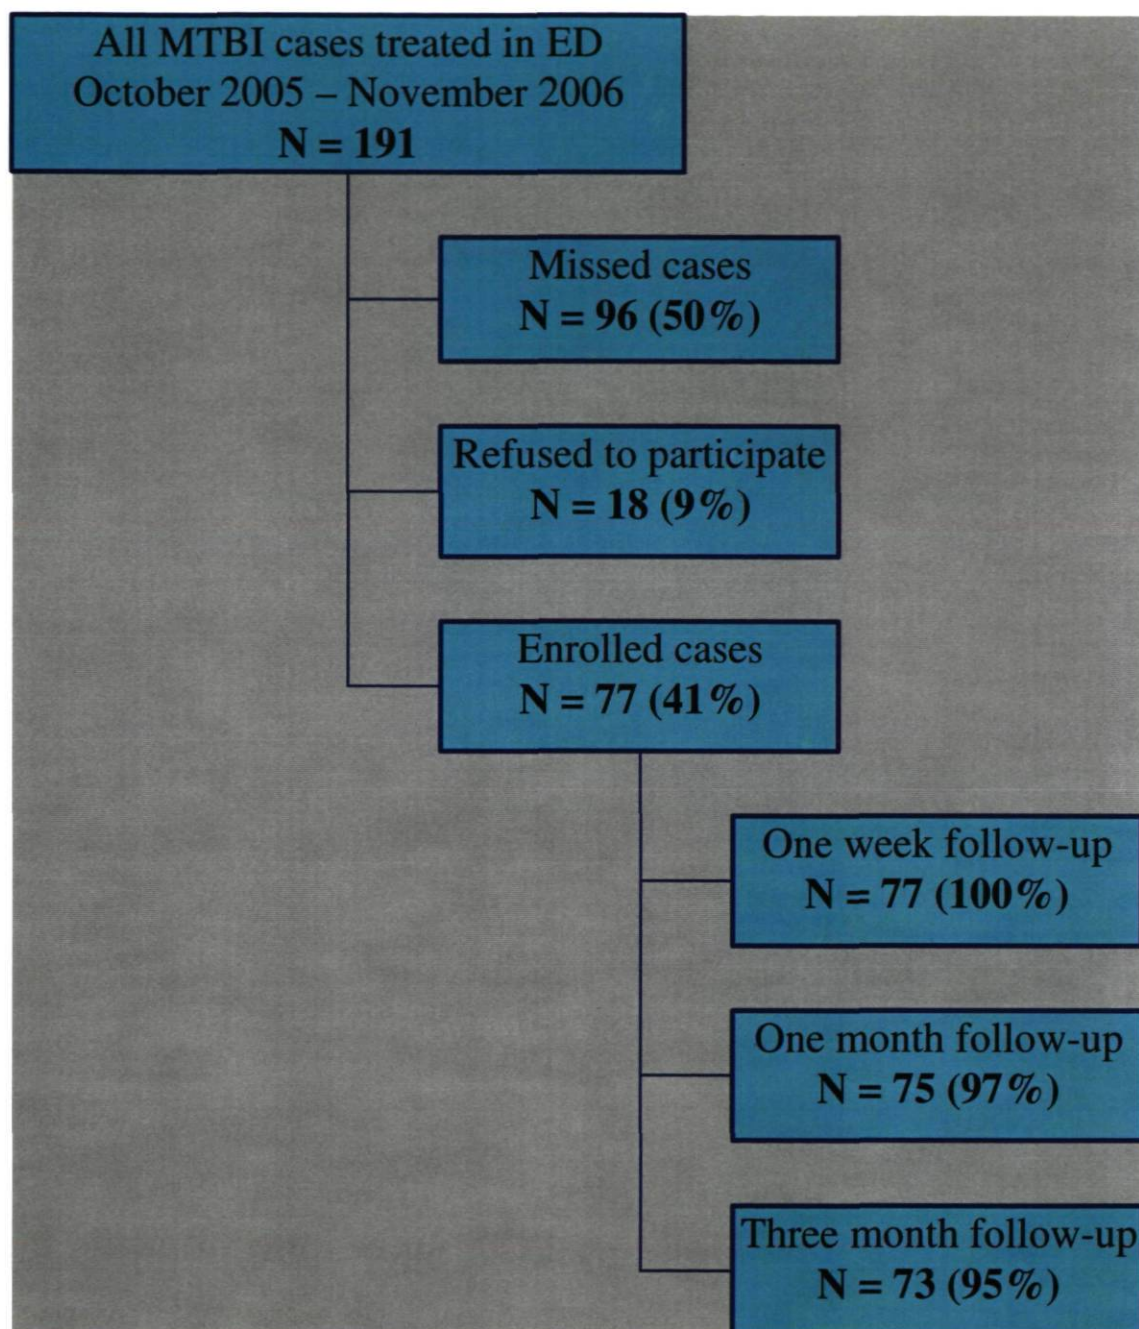 All MTBI cases treated in ED
October 2005 – November 2006
N = 191
Missed cases
N = 96 (50%)
Refused to participate
N = 18 (9%)
Enrolled cases
N = 77 (41%)
One week follow-up
N = 77 (100%)
One month follow-up
N = 75 (97%)
Three month follow-up
N = 73 (95%)